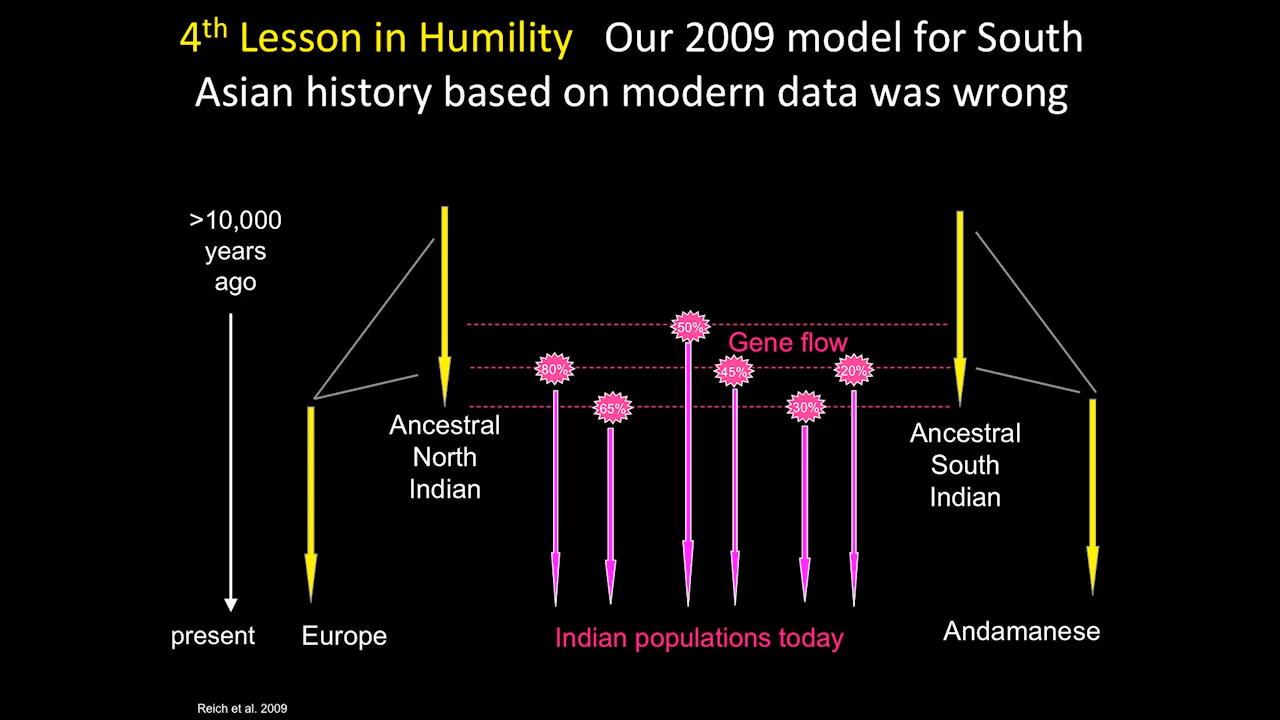 4th Lesson in Humility Our 2009 model for South
Asian history based on modern data was wrong
>10,000
years
ago
50%
Gene flow
80%
45%
20%
65%
30%
Ancestral
North
Indian
Ancestral
South
Indian
present
Europe
Indian populations today
Andamanese
Reich et al. 2009